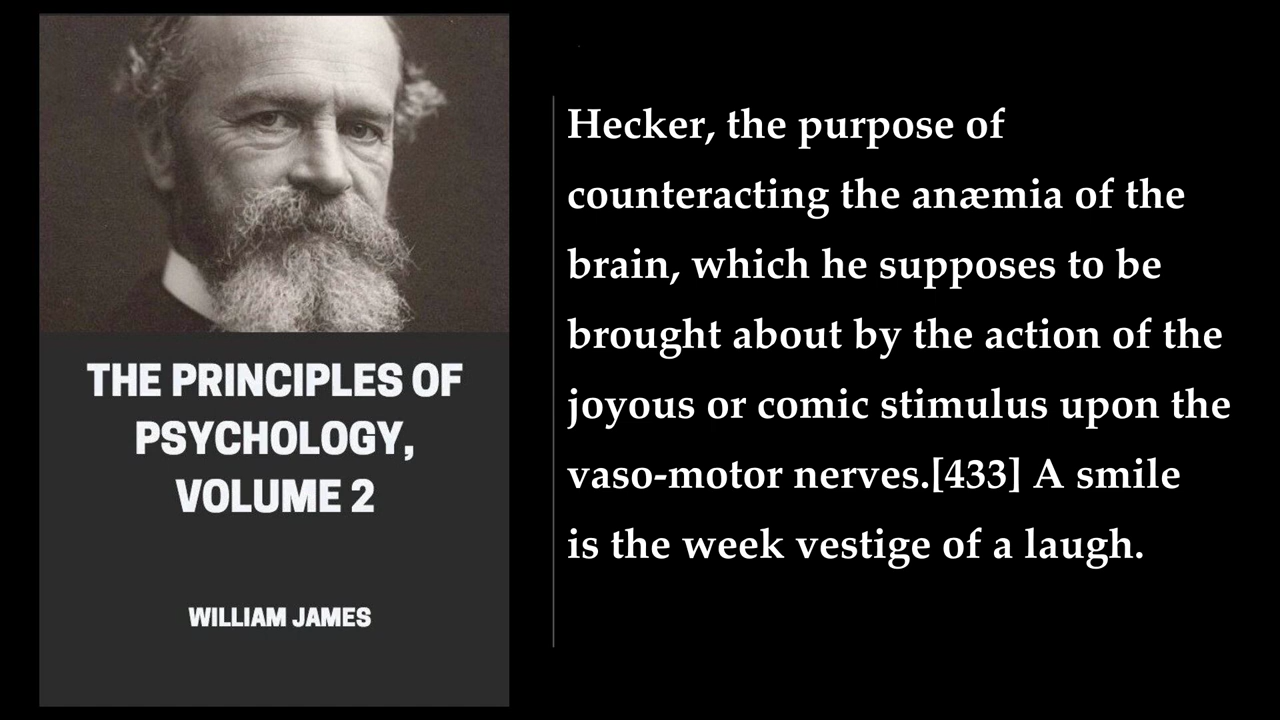 THE PRINCIPLES OF
PSYCHOLOGY,
VOLUME 2
WILLIAM JAMES
Hecker, the purpose of
counteracting the anæmia of the
brain, which he supposes to be
brought about by the action of the
joyous or comic stimulus upon the
vaso-motor nerves.[433] A smile
is the week vestige of a laugh.